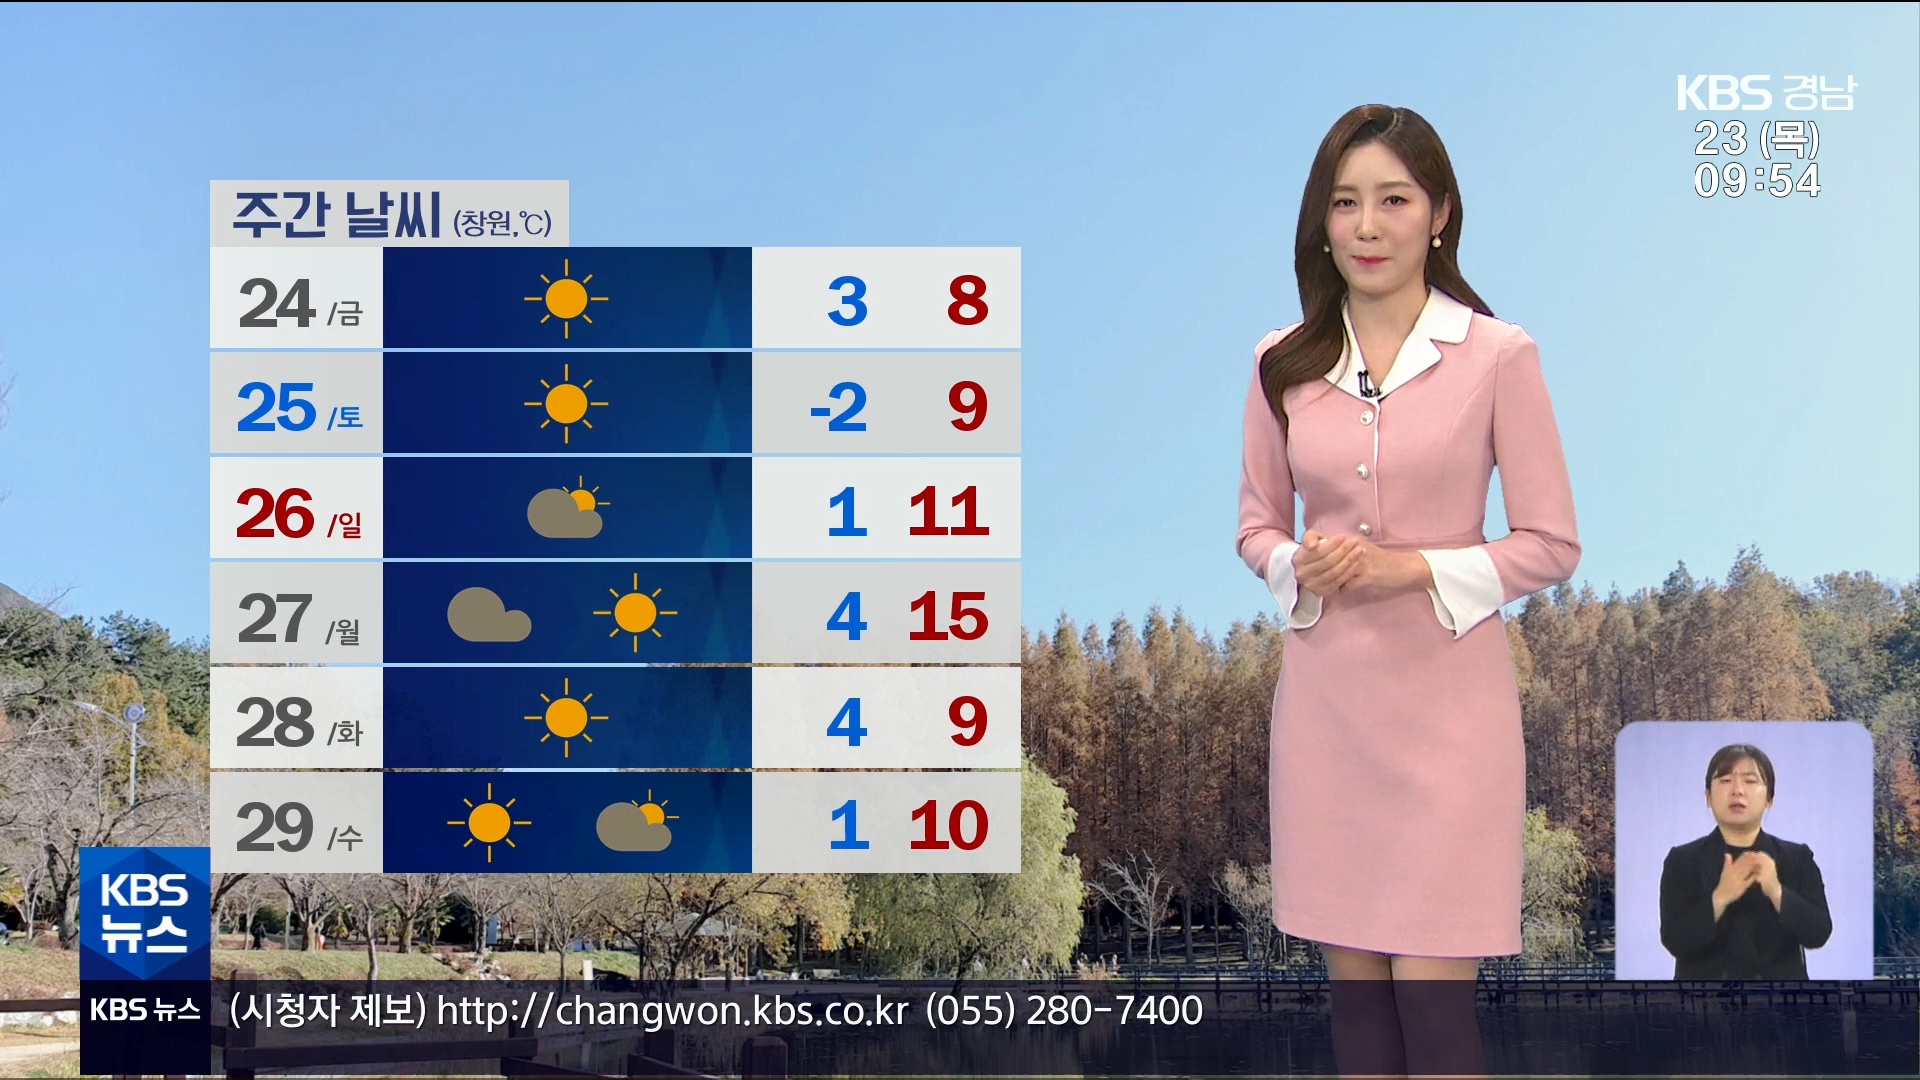 KBS 경남
23 (목)
09:54
주간 날씨 (창원,℃)
24 /금 3 8
25 /토 -2 9
26 /일 1 11
27 /월 4 15
28 /화 4 9
29 /수 1 10
KBS
뉴스
KBS 뉴스 (시청자 제보) http://changwon.kbs.co.kr (055) 280-7400